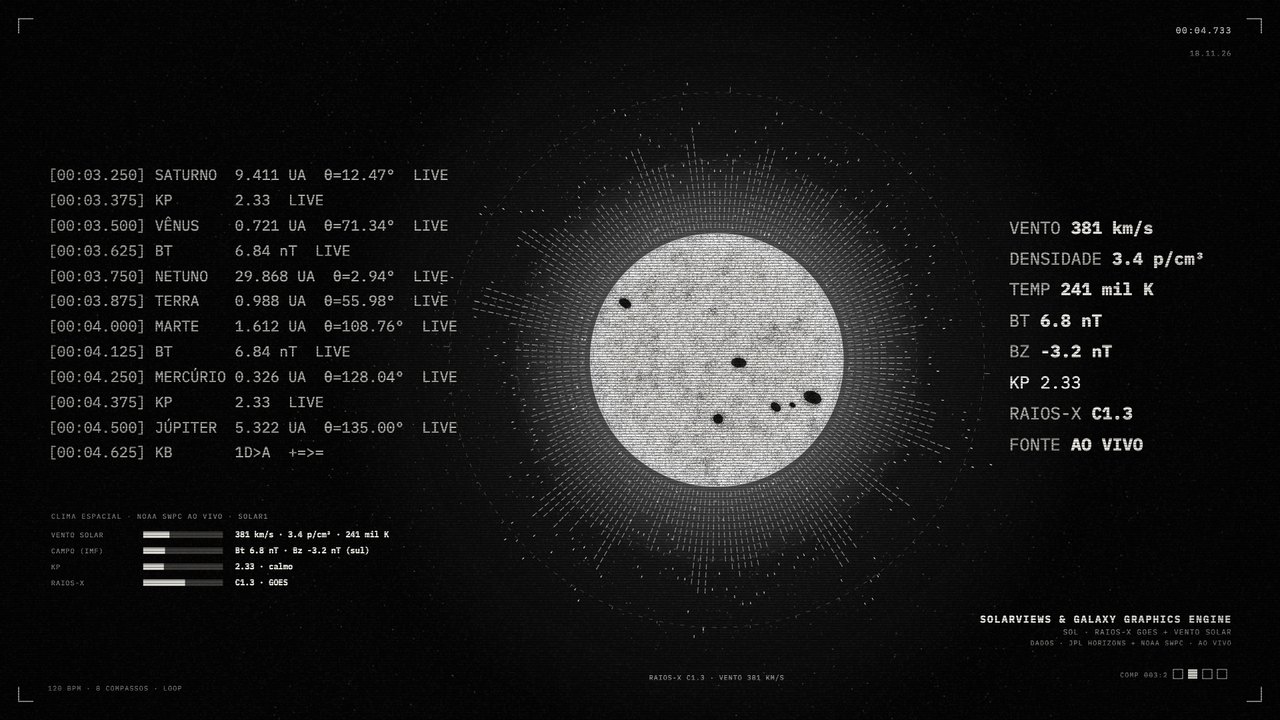 00:04.733
18.11.26
[00:03.250] SATURNO 9.411 UA θ=12.47° LIVE
[00:03.375] KP 2.33 LIVE
[00:03.500] VÊNUS 0.721 UA θ=71.34° LIVE
[00:03.625] BT 6.84 nT LIVE
[00:03.750] NETUNO 29.868 UA θ=2.94° LIVE
[00:03.875] TERRA 0.988 UA θ=55.98° LIVE
[00:04.000] MARTE 1.612 UA θ=108.76° LIVE
[00:04.125] BT 6.84 nT LIVE
[00:04.250] MERCÚRIO 0.326 UA θ=128.04° LIVE
[00:04.375] KP 2.33 LIVE
[00:04.500] JÚPITER 5.322 UA θ=135.00° LIVE
[00:04.625] KB 1D>A +=>=
VENTO 381 km/s
DENSIDADE 3.4 p/cm³
TEMP 241 mil K
BT 6.8 nT
BZ -3.2 nT
KP 2.33
RAIOS-X C1.3
FONTE AO VIVO
CLIMA ESPACIAL · NOAA SWPC AO VIVO · SOLAR1
VENTO SOLAR 381 km/s · 3.4 p/cm³ · 241 mil K
CAMPO (IMF) Bt 6.8 nT · Bz -3.2 nT (sul)
KP 2.33 · calmo
RAIOS-X C1.3 · GOES
SOLARVIEWS & GALAXY GRAPHICS ENGINE
SOL · RAIOS-X GOES + VENTO SOLAR
DADOS · JPL HORIZONS + NOAA SWPC · AO VIVO
COMP 003:2
RAIOS-X C1.3 · VENTO 381 KM/S
120 BPM · 8 COMPASSOS · LOOP